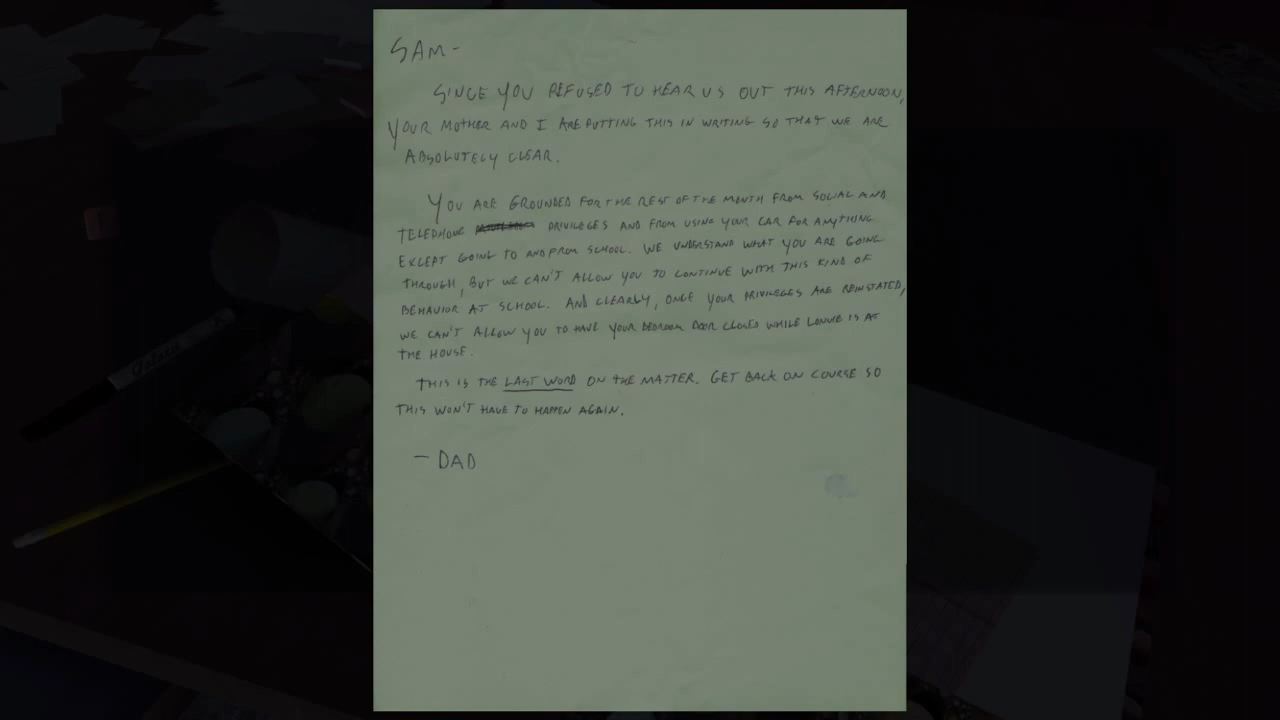 SAM-
SINCE YOU REFUSED TO HEAR US OUT THIS AFTERNOON,
YOUR MOTHER AND I ARE PUTTING THIS IN WRITING SO THAT WE ARE
ABSOLUTELY CLEAR.
YOU ARE GROUNDED FOR THE REST OF THE MONTH FROM SOCIAL AND
TELEPHONE PRIVILEGES AND FROM USING YOUR CAR FOR ANYTHING
EXCEPT GOING TO AND FROM SCHOOL. WE UNDERSTAND WHAT YOU ARE GOING
THROUGH, BUT WE CAN'T ALLOW YOU TO CONTINUE WITH THIS KIND OF
BEHAVIOR AT SCHOOL. AND CLEARLY, ONCE YOUR PRIVILEGES ARE REINSTATED,
WE CAN'T ALLOW YOU TO HAVE YOUR BEDROOM DOOR CLOSED WHILE LONNIE IS AT
THE HOUSE.
THIS IS THE LAST WORD ON THE MATTER. GET BACK ON COURSE SO
THIS WON'T HAVE TO HAPPEN AGAIN.
- DAD